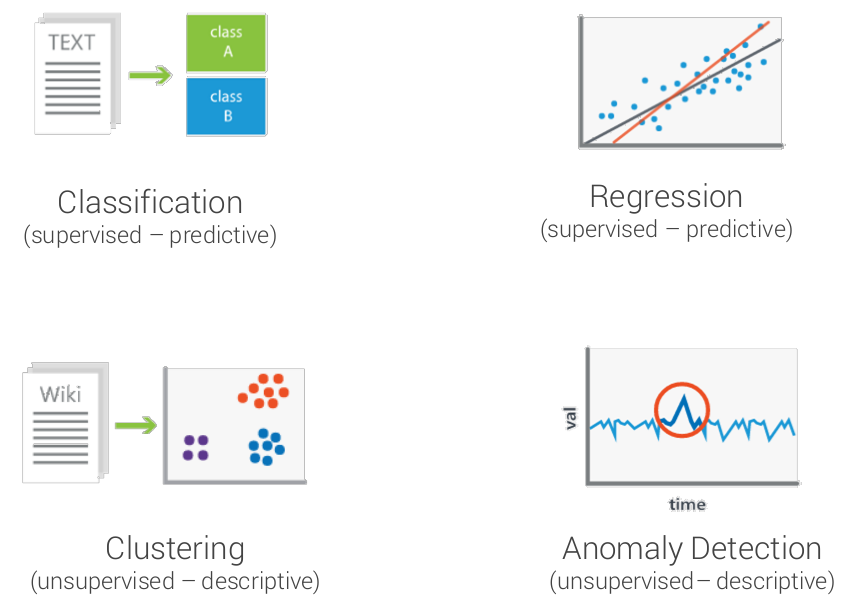 TEXT
class
A
class
B
Classification
(supervised – predictive)
Regression
(supervised – predictive)
Wiki
Clustering
(unsupervised – descriptive)
val
time
Anomaly Detection
(unsupervised– descriptive)